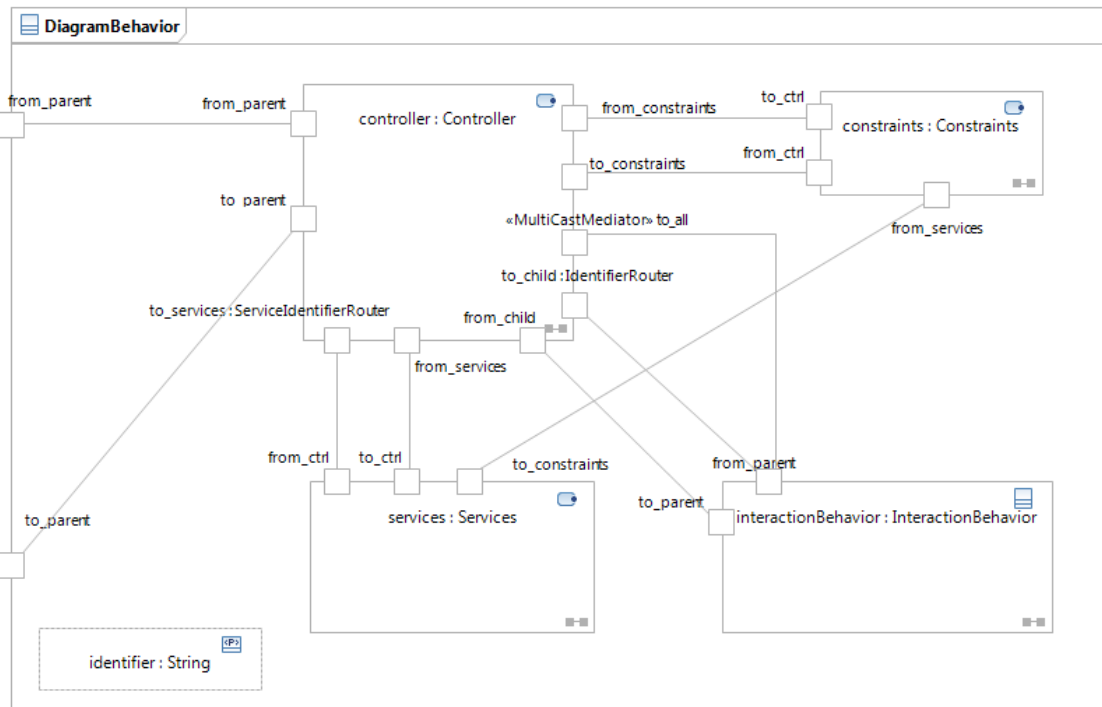 DiagramBehavior
from_parent
from_parent
controller : Controller
from_constraints
to_ctrl
constraints : Constraints
to_constraints
from_ctrl
to_parent
«MultiCastMediator» to_all
from_services
to_child :IdentifierRouter
to_services :ServiceIdentifierRouter
from_child
from_services
from_ctrl
to_ctrl
to_constraints
from_parent
to_parent
services : Services
interactionBehavior : InteractionBehavior
to_parent
<P>
identifier : String